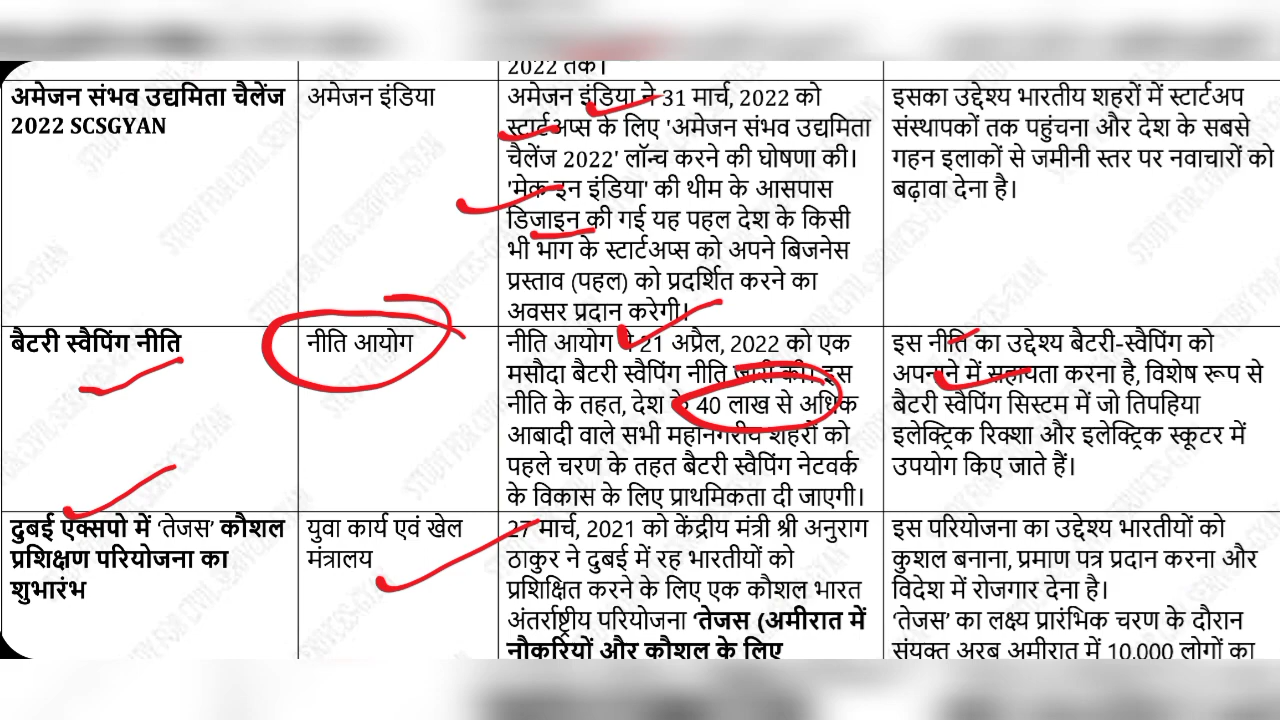 2022 तक।
अमेजन संभव उद्यमिता चैलेंज
2022 SCSGYAN
अमेजन इंडिया
अमेजन इंडिया ने 31 मार्च, 2022 को
स्टार्टअप्स के लिए 'अमेजन संभव उद्यमिता
चैलेंज 2022' लॉन्च करने की घोषणा की।
'मेक इन इंडिया' की थीम के आसपास
डिजाइन की गई यह पहल देश के किसी
भी भाग के स्टार्टअप्स को अपने बिजनेस
प्रस्ताव (पहल) को प्रदर्शित करने का
अवसर प्रदान करेगी।
इसका उद्देश्य भारतीय शहरों में स्टार्टअप
संस्थापकों तक पहुंचना और देश के सबसे
गहन इलाकों से जमीनी स्तर पर नवाचारों को
बढ़ावा देना है।
बैटरी स्वैपिंग नीति
नीति आयोग
नीति आयोग ने 21 अप्रैल, 2022 को एक
मसौदा बैटरी स्वैपिंग नीति जारी की। इस
नीति के तहत, देश के 40 लाख से अधिक
आबादी वाले सभी महानगरीय शहरों को
पहले चरण के तहत बैटरी स्वैपिंग नेटवर्क
के विकास के लिए प्राथमिकता दी जाएगी।
इस नीति का उद्देश्य बैटरी-स्वैपिंग को
अपनाने में सहायता करना है, विशेष रूप से
बैटरी स्वैपिंग सिस्टम में जो तिपहिया
इलेक्ट्रिक रिक्शा और इलेक्ट्रिक स्कूटर में
उपयोग किए जाते हैं।
दुबई एक्सपो में ‘तेजस’ कौशल
प्रशिक्षण परियोजना का
शुभारंभ
युवा कार्य एवं खेल
मंत्रालय
27 मार्च, 2021 को केंद्रीय मंत्री श्री अनुराग
ठाकुर ने दुबई में रह भारतीयों को
प्रशिक्षित करने के लिए एक कौशल भारत
अंतर्राष्ट्रीय परियोजना ‘तेजस (अमीरात में
नौकरियों और कौशल के लिए
इस परियोजना का उद्देश्य भारतीयों को
कुशल बनाना, प्रमाण पत्र प्रदान करना और
विदेश में रोजगार देना है।
‘तेजस’ का लक्ष्य प्रारंभिक चरण के दौरान
संयुक्त अरब अमीरात में 10,000 लोगों का